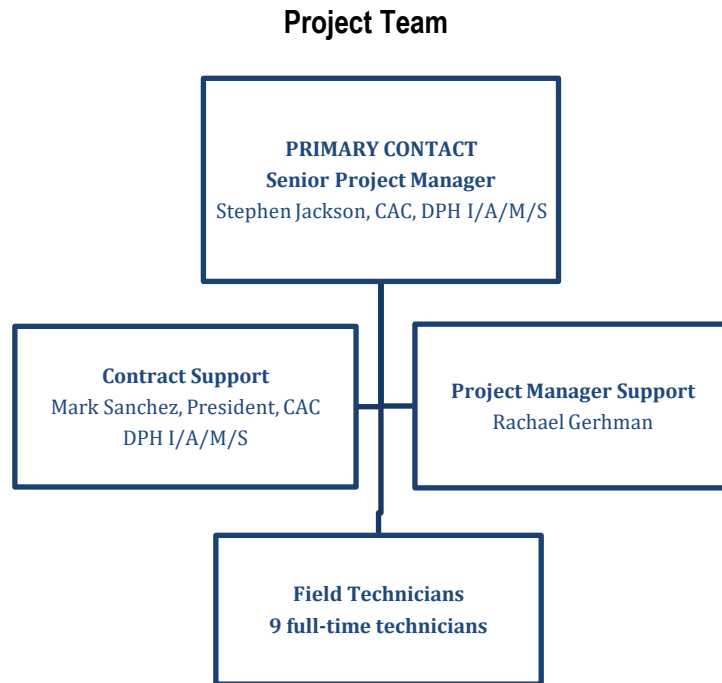 Project Team
PRIMARY CONTACT
Senior Project Manager
Stephen Jackson, CAC, DPH I/A/M/S
Contract Support
Mark Sanchez, President, CAC
DPH I/A/M/S
Project Manager Support
Rachael Gerhman
Field Technicians
9 full-time technicians